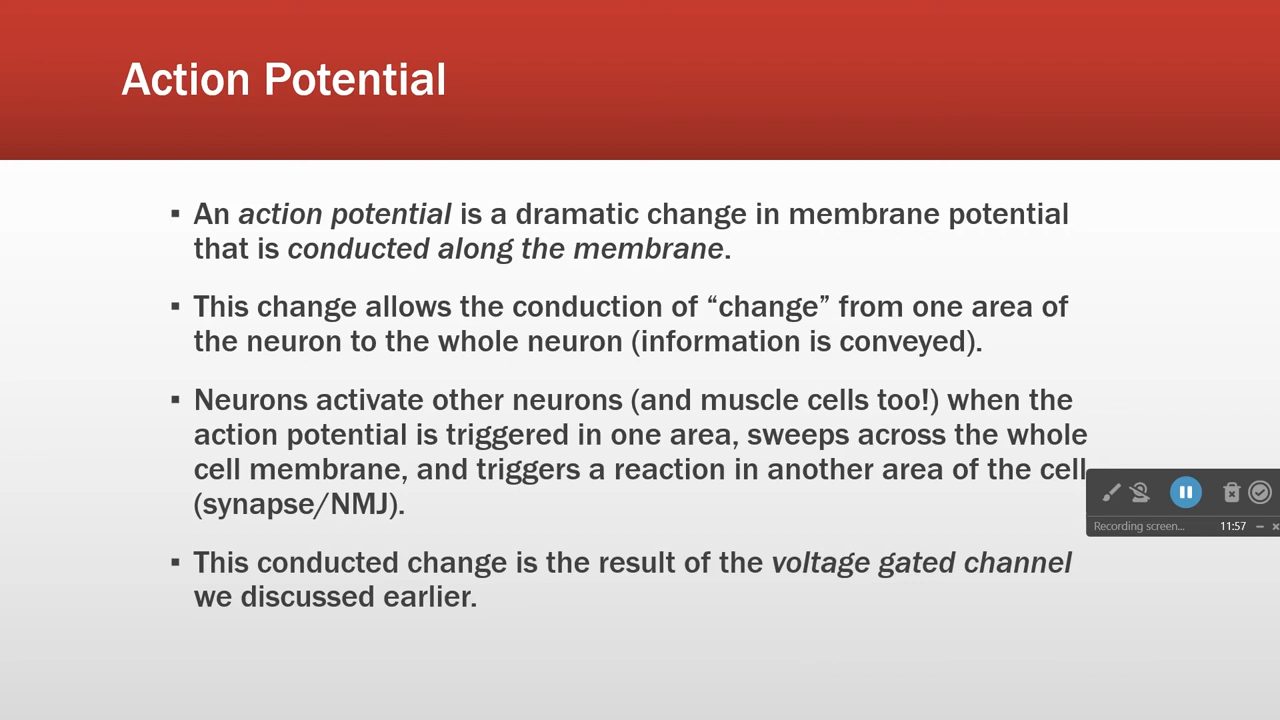 Action Potential
▪ An action potential is a dramatic change in membrane potential
that is conducted along the membrane.
▪ This change allows the conduction of “change” from one area of
the neuron to the whole neuron (information is conveyed).
▪ Neurons activate other neurons (and muscle cells too!) when the
action potential is triggered in one area, sweeps across the whole
cell membrane, and triggers a reaction in another area of the cell
(synapse/NMJ).
▪ This conducted change is the result of the voltage gated channel
we discussed earlier.
Recording screen... 11:57